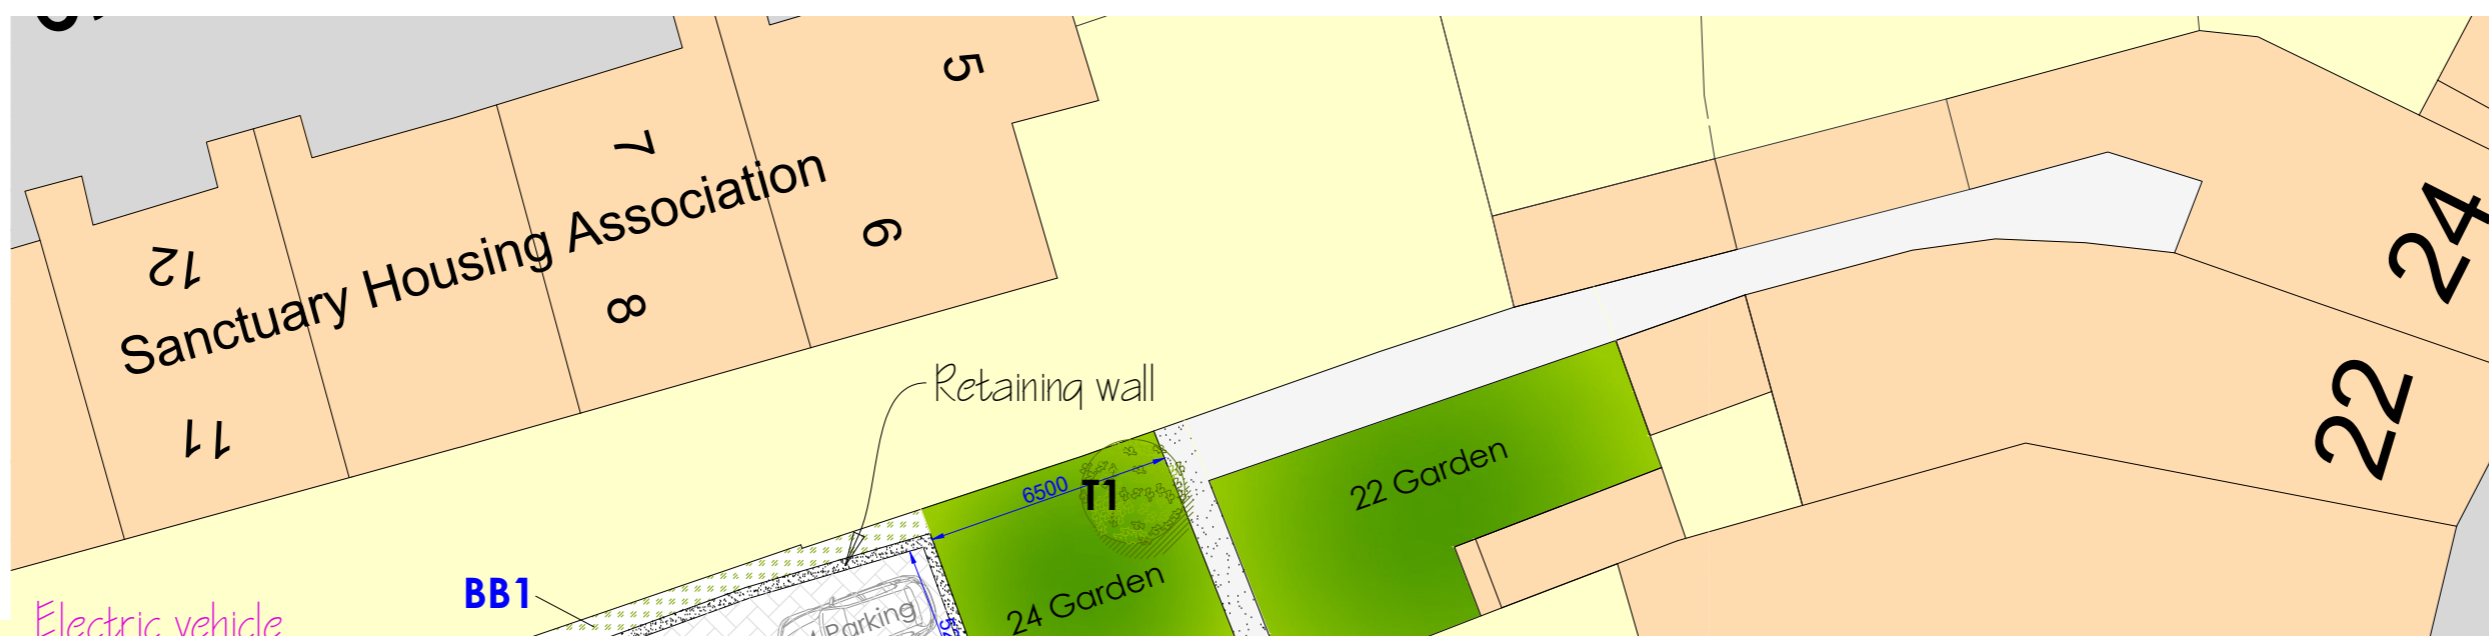 5
7
Sanctuary Housing Association
6
12
8
11
24
22
Retaining wall
6500
T1
22 Garden
24 Garden
BB1
Parking
Electric vehicle